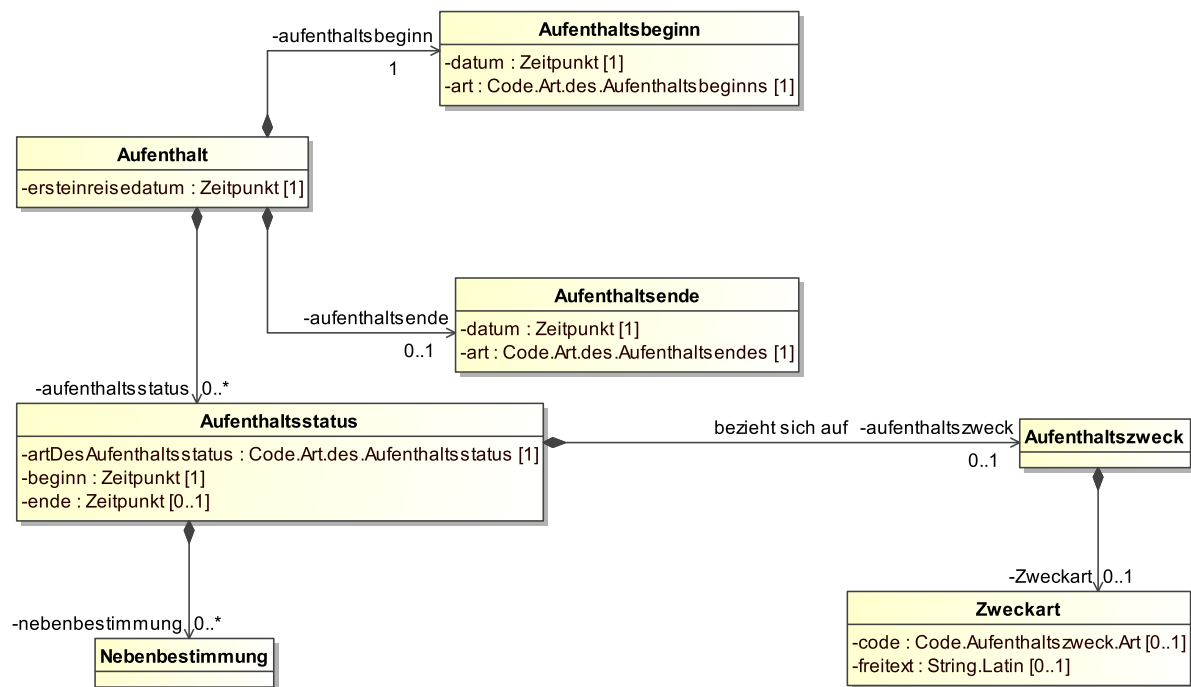 Aufenthaltsbeginn
-aufenthaltsbeginn
1
-datum : Zeitpunkt [1]
-art : Code.Art.des.Aufenthaltsbeginns [1]
Aufenthalt
-ersteinreisedatum : Zeitpunkt [1]
Aufenthaltsende
-aufenthaltsende
0..1
-datum : Zeitpunkt [1]
-art : Code.Art.des.Aufenthaltsendes [1]
-aufenthaltsstatus 0..*
Aufenthaltsstatus
-artDesAufenthaltsstatus : Code.Art.des.Aufenthaltsstatus [1]
-beginn : Zeitpunkt [1]
-ende : Zeitpunkt [0..1]
bezieht sich auf -aufenthaltszweck
0..1
Aufenthaltszweck
-Zweckart 0..1
Zweckart
-code : Code.Aufenthaltszweck.Art [0..1]
-freitext : String.Latin [0..1]
-nebenbestimmung 0..*
Nebenbestimmung